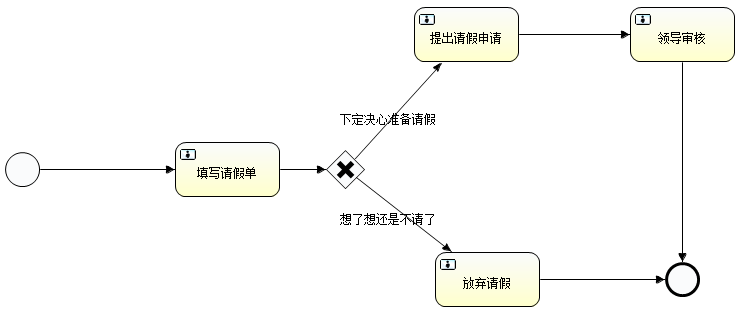 提出请假申请
领导审核
下定决心准备请假
填写请假单
想了想还是不请了
放弃请假